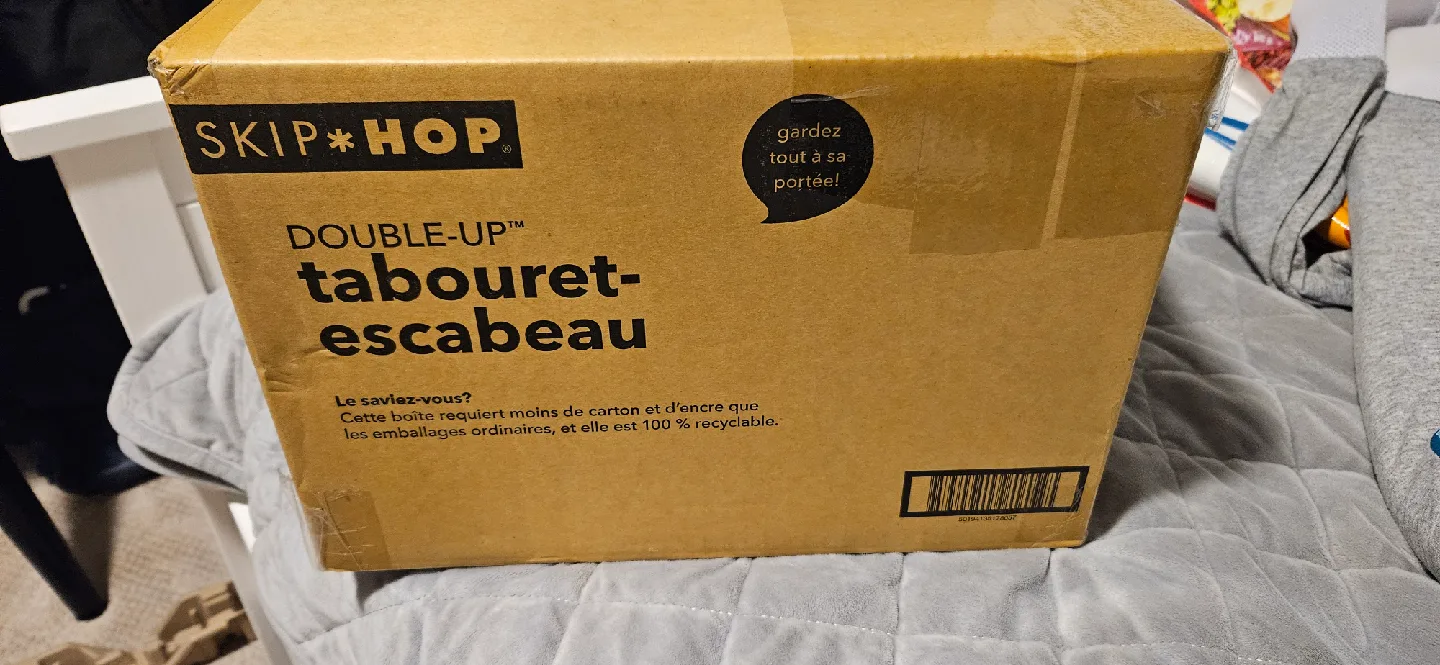 SKIP*HOP®
gardez
tout à sa
portée!
DOUBLE-UP™
tabouret-
escabeau
Le saviez-vous?
Cette boîte requiert moins de carton et d'encre que
les emballages ordinaires, et elle est 100 % recyclable.